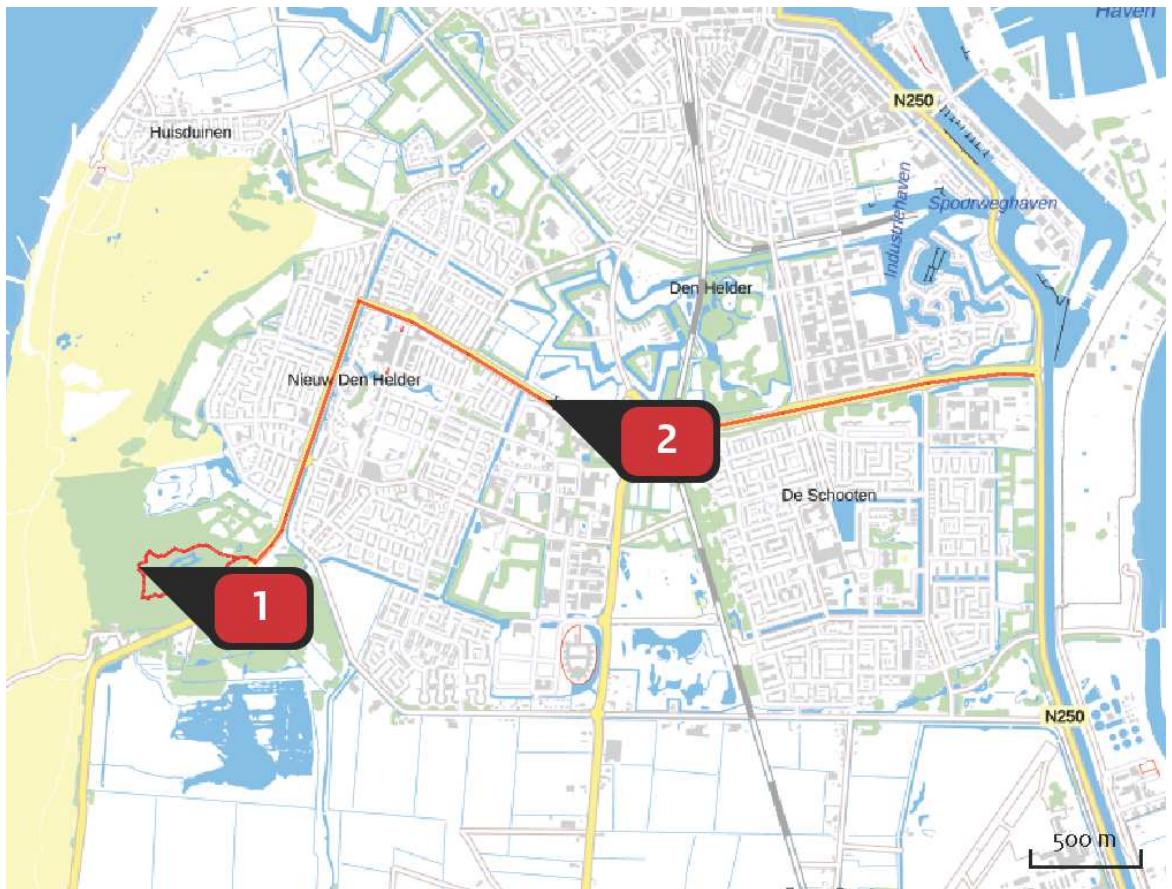 Haven
N250
Huisduinen
Industriehaven
Spoorweghaven
Den Helder
Nieuw Den Helder
2
De Schooten
1
N250
500 m